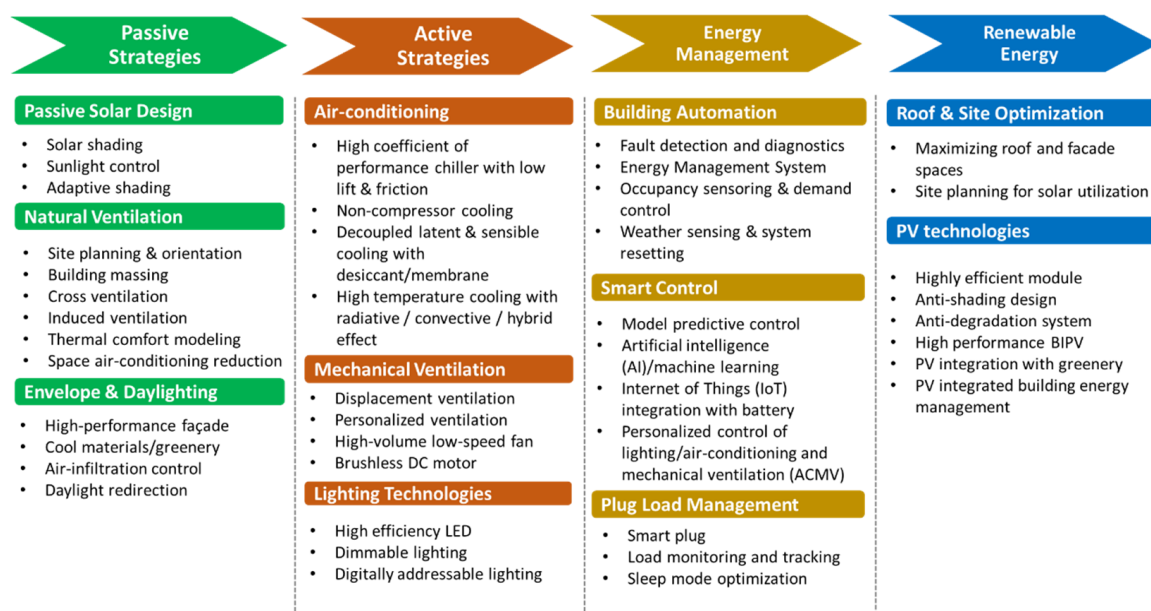 Passive
Strategies
Passive Solar Design
• Solar shading
• Sunlight control
• Adaptive shading
Natural Ventilation
• Site planning & orientation
• Building massing
• Cross ventilation
• Induced ventilation
• Thermal comfort modeling
• Space air-conditioning reduction
Envelope & Daylighting
• High-performance façade
• Cool materials/greenery
• Air-infiltration control
• Daylight redirection
Active
Strategies
Air-conditioning
• High coefficient of
performance chiller with low
lift & friction
• Non-compressor cooling
• Decoupled latent & sensible
cooling with
desiccant/membrane
• High temperature cooling with
radiative / convective / hybrid
effect
Mechanical Ventilation
• Displacement ventilation
• Personalized ventilation
• High-volume low-speed fan
• Brushless DC motor
Lighting Technologies
• High efficiency LED
• Dimmable lighting
• Digitally addressable lighting
Energy
Management
Building Automation
• Fault detection and diagnostics
• Energy Management System
• Occupancy sensoring & demand
control
• Weather sensing & system
resetting
Smart Control
• Model predictive control
• Artificial intelligence
(AI)/machine learning
• Internet of Things (IoT)
integration with battery
• Personalized control of
lighting/air-conditioning and
mechanical ventilation (ACMV)
Plug Load Management
• Smart plug
• Load monitoring and tracking
• Sleep mode optimization
Renewable
Energy
Roof & Site Optimization
• Maximizing roof and facade
spaces
• Site planning for solar utilization
PV technologies
• Highly efficient module
• Anti-shading design
• Anti-degradation system
• High performance BIPV
• PV integration with greenery
• PV integrated building energy
management